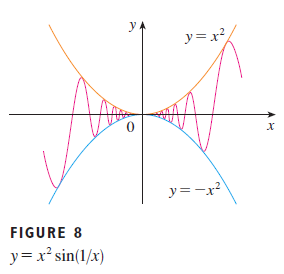 y
y = x²
0
x
y = −x²
FIGURE 8
y = x² sin(1/x)